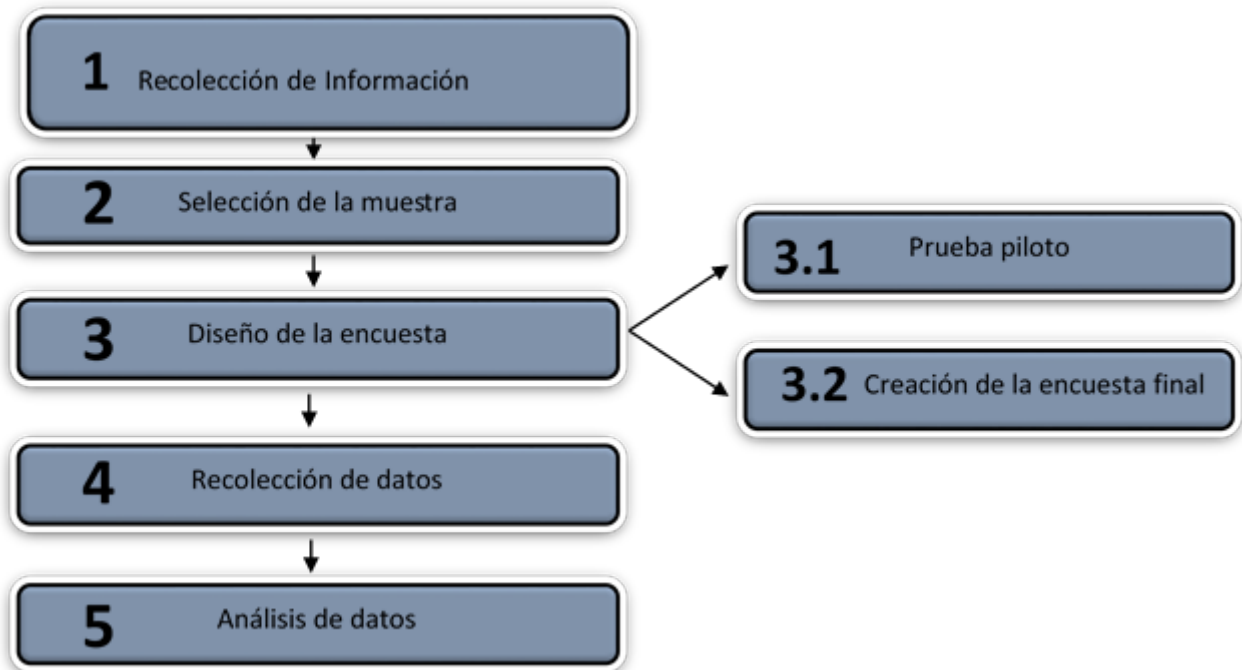 1 Recolección de Información
2 Selección de la muestra
3 Diseño de la encuesta
3.1 Prueba piloto
3.2 Creación de la encuesta final
4 Recolección de datos
5 Análisis de datos